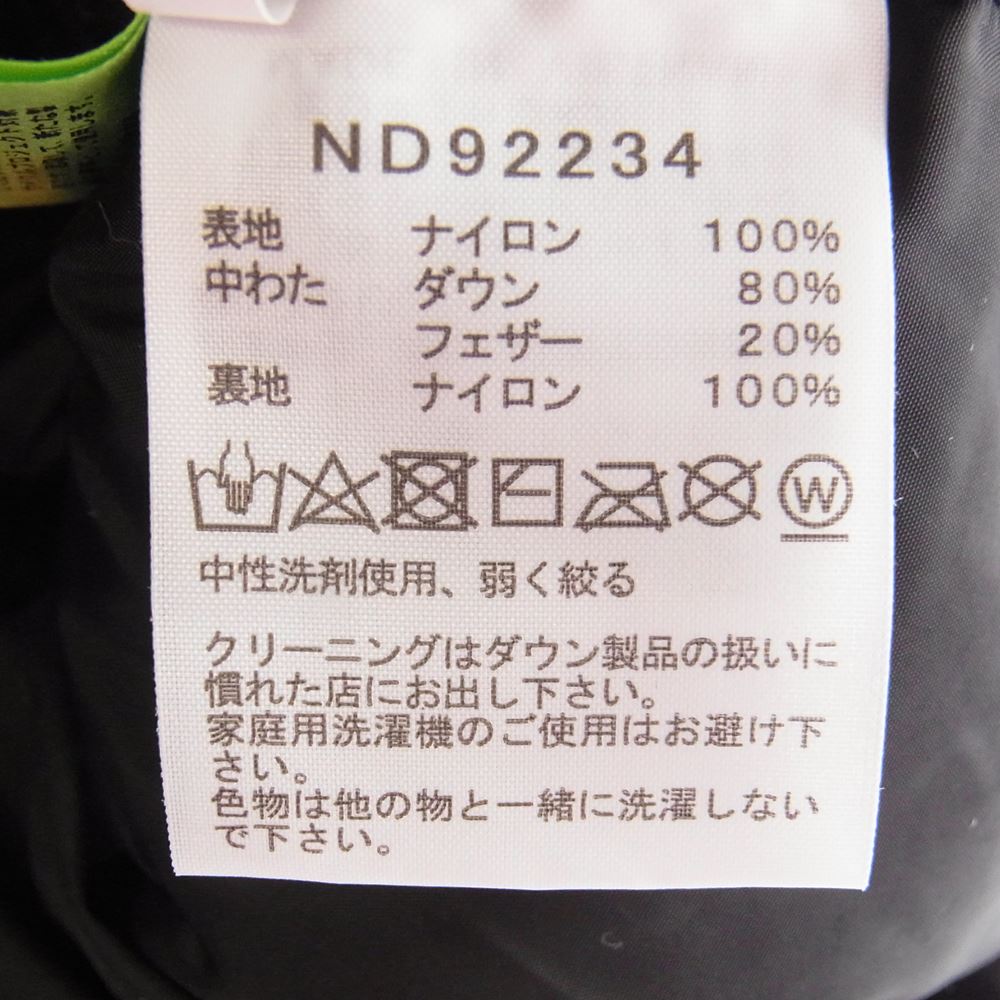 ND92234
表地 ナイロン 100%
中わた ダウン 80%
フェザー 20%
裏地 ナイロン 100%
W
中性洗剤使用、弱く絞る
クリーニングはダウン製品の扱いに
慣れた店にお出し下さい。
家庭用洗濯機のご使用はお避け下
さい。
色物は他の物と一緒に洗濯しない
で下さい。